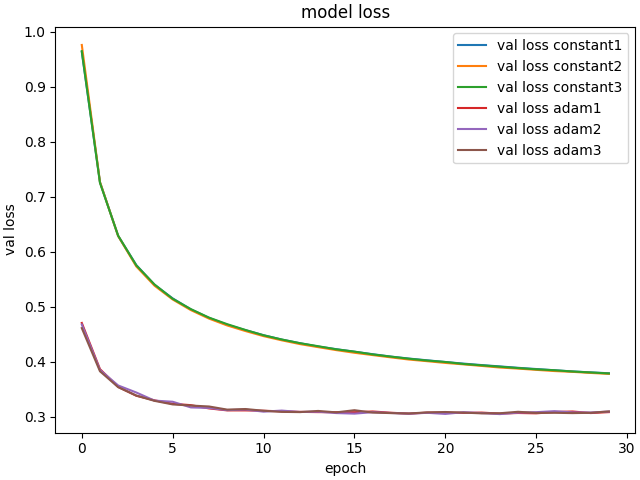 model loss
val loss constant1
val loss constant2
val loss constant3
val loss adam1
val loss adam2
val loss adam3
val loss
1.0
0.9
0.8
0.7
0.6
0.5
0.4
0.3
0 5 10 15 20 25 30
epoch